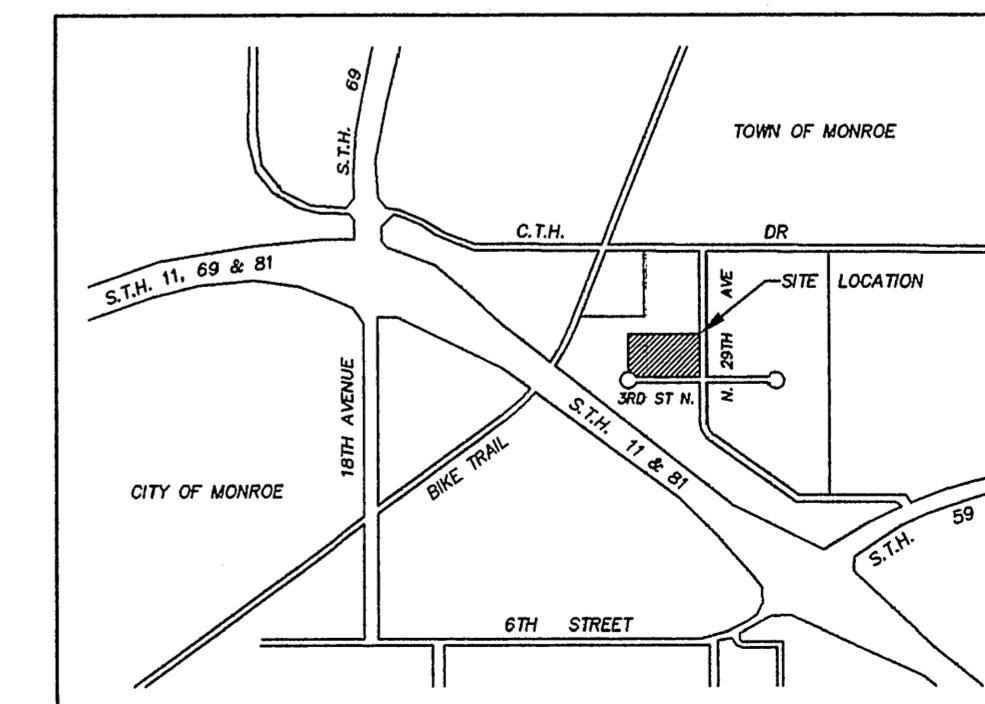 S.T.H. 69
TOWN OF MONROE
C.T.H. DR
S.T.H. 11, 69 & 81
SITE LOCATION
N. 29TH AVE
3RD ST N.
18TH AVENUE
S.T.H. 11 & 81
BIKE TRAIL
CITY OF MONROE
S.T.H. 59
6TH STREET